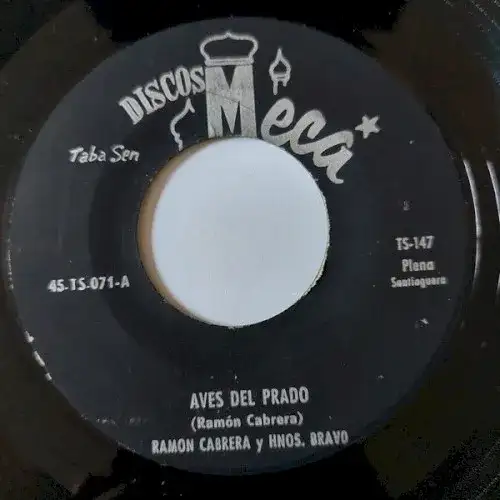 DISCOS Meca
Taba Sen
45-TS-071-A
TS-147
Plena
Santiaguera
AVES DEL PRADO
(Ramón Cabrera)
RAMON CABRERA y HNOS. BRAVO